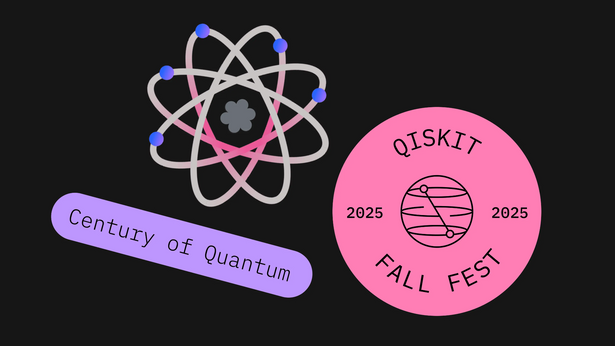 Century of Quantum
QISKIT
2025 2025
FALL FEST